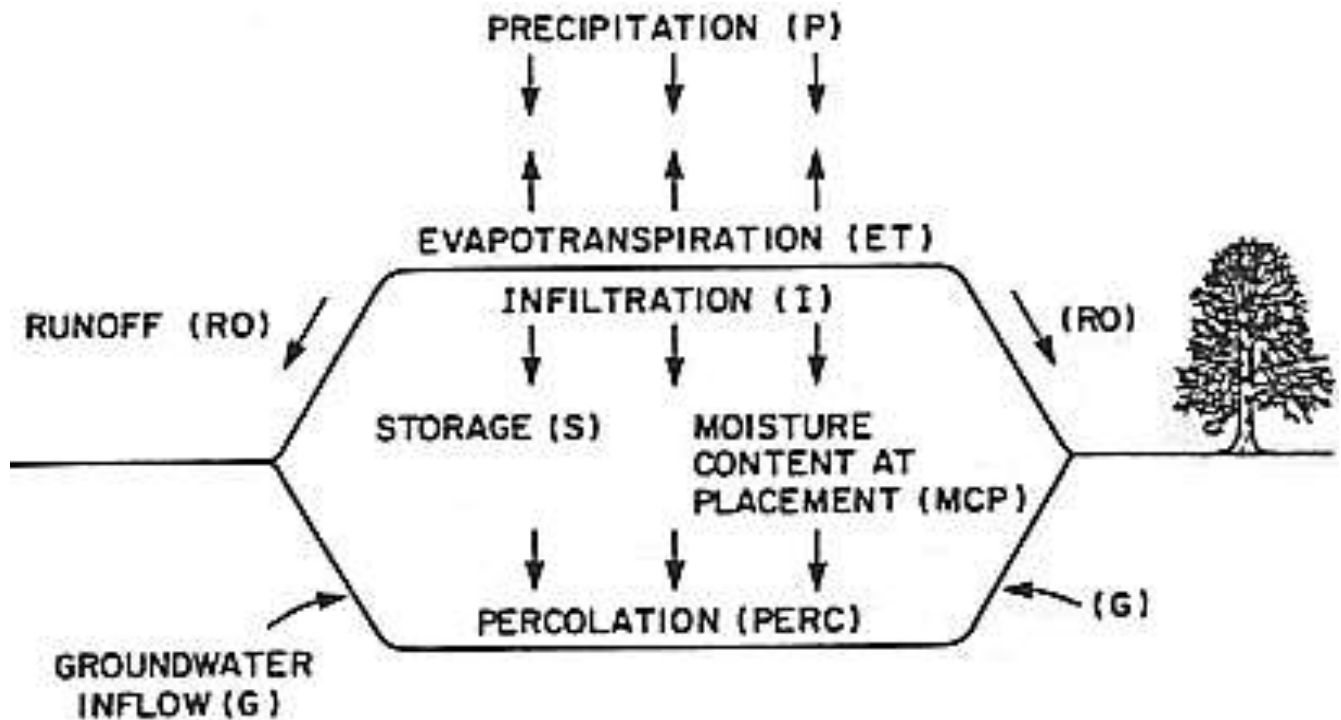 PRECIPITATION (P)
EVAPOTRANSPIRATION (ET)
INFILTRATION (I)
RUNOFF (RO)
(RO)
STORAGE (S)
MOISTURE
CONTENT AT
PLACEMENT (MCP)
PERCOLATION (PERC)
(G)
GROUNDWATER
INFLOW (G)